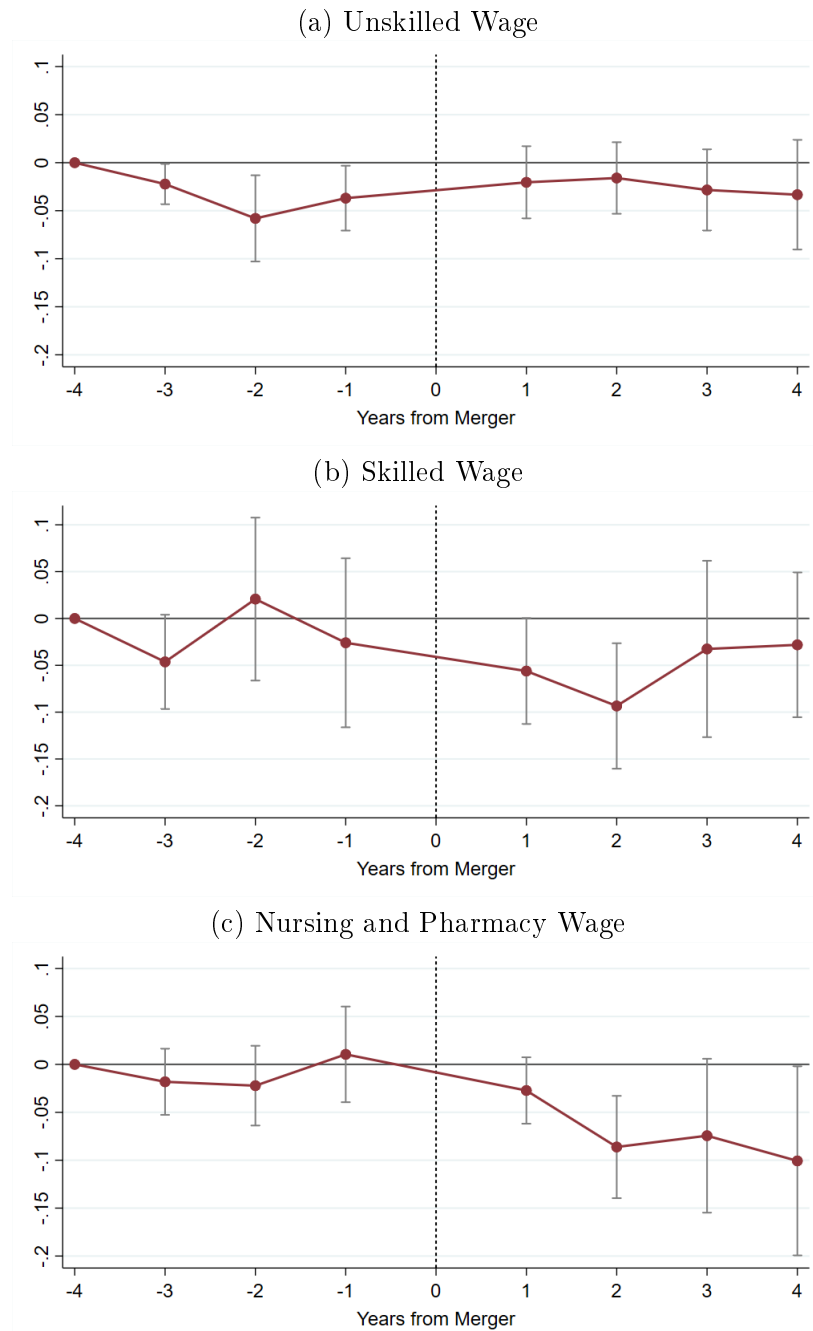 (a) Unskilled Wage
.1
.05
0
-.05
-.1
-.15
-.2
-4 -3 -2 -1 0 1 2 3 4
Years from Merger
(b) Skilled Wage
.1
.05
0
-.05
-.1
-.15
-.2
-4 -3 -2 -1 0 1 2 3 4
Years from Merger
(c) Nursing and Pharmacy Wage
.1
.05
0
-.05
-.1
-.15
-.2
-4 -3 -2 -1 0 1 2 3 4
Years from Merger